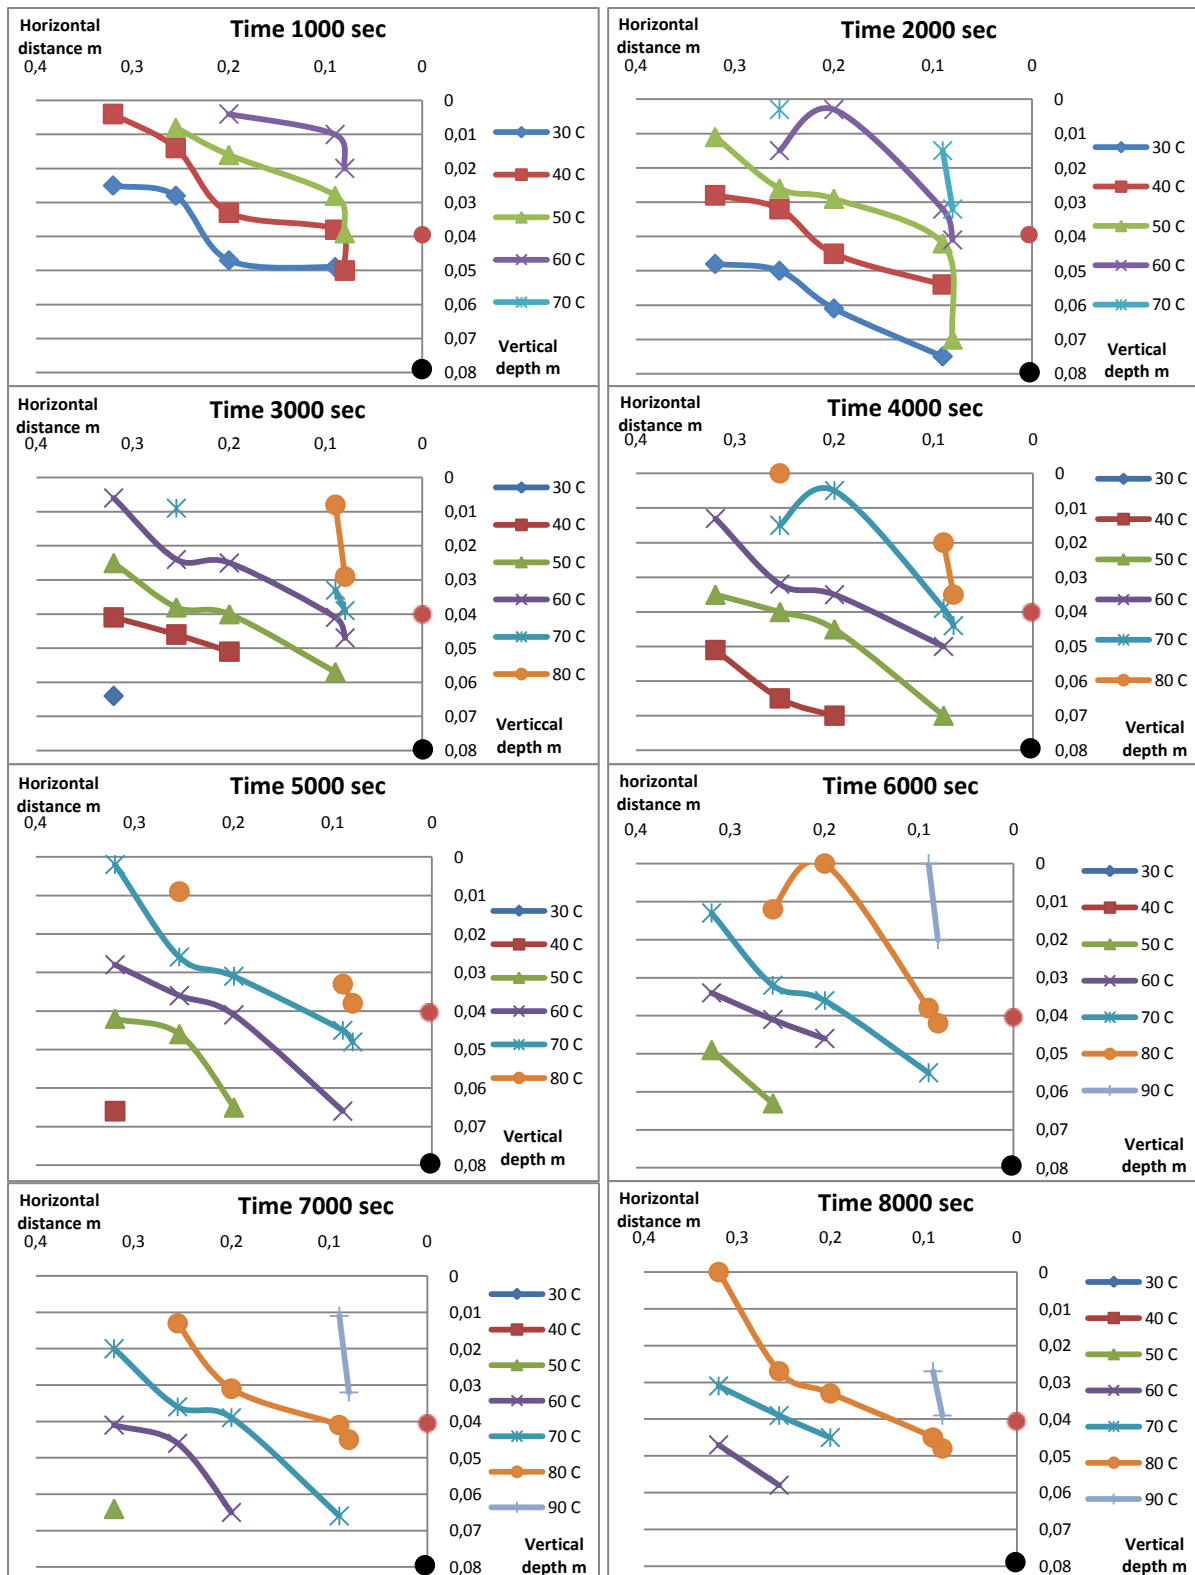 Horizontal
distance m
Time 1000 sec
0,4 0,3 0,2 0,1 0
0
0,01
0,02
0,03
0,04
0,05
0,06
0,07
0,08
30 C
40 C
50 C
60 C
70 C
Vertical
depth m
Horizontal
distance m
Time 2000 sec
0,4 0,3 0,2 0,1 0
0
0,01
0,02
0,03
0,04
0,05
0,06
0,07
0,08
30 C
40 C
50 C
60 C
70 C
Vertical
depth m
Horizontal
distance m
Time 3000 sec
0,4 0,3 0,2 0,1 0
0
0,01
0,02
0,03
0,04
0,05
0,06
0,07
0,08
30 C
40 C
50 C
60 C
70 C
80 C
Verticcal
depth m
Horizontal
distance m
Time 4000 sec
0,4 0,3 0,2 0,1 0
0
0,01
0,02
0,03
0,04
0,05
0,06
0,07
0,08
30 C
40 C
50 C
60 C
70 C
80 C
Vertical
depth m
Horizontal
distance m
Time 5000 sec
0,4 0,3 0,2 0,1 0
0
0,01
0,02
0,03
0,04
0,05
0,06
0,07
0,08
30 C
40 C
50 C
60 C
70 C
80 C
Vertical
depth m
horizontal
distance m
Time 6000 sec
0,4 0,3 0,2 0,1 0
0
0,01
0,02
0,03
0,04
0,05
0,06
0,07
0,08
30 C
40 C
50 C
60 C
70 C
80 C
90 C
Vertical
depth m
Horizontal
distance m
Time 7000 sec
0,4 0,3 0,2 0,1 0
0
0,01
0,02
0,03
0,04
0,05
0,06
0,07
0,08
30 C
40 C
50 C
60 C
70 C
80 C
90 C
Vertical
depth m
Horizontal
distance m
Time 8000 sec
0,4 0,3 0,2 0,1 0
0
0,01
0,02
0,03
0,04
0,05
0,06
0,07
0,08
30 C
40 C
50 C
60 C
70 C
80 C
90 C
Vertical
depth m